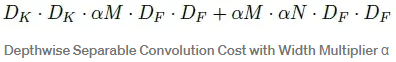 D_K · D_K · αM · D_F · D_F + αM · αN · D_F · D_F
Depthwise Separable Convolution Cost with Width Multiplier α